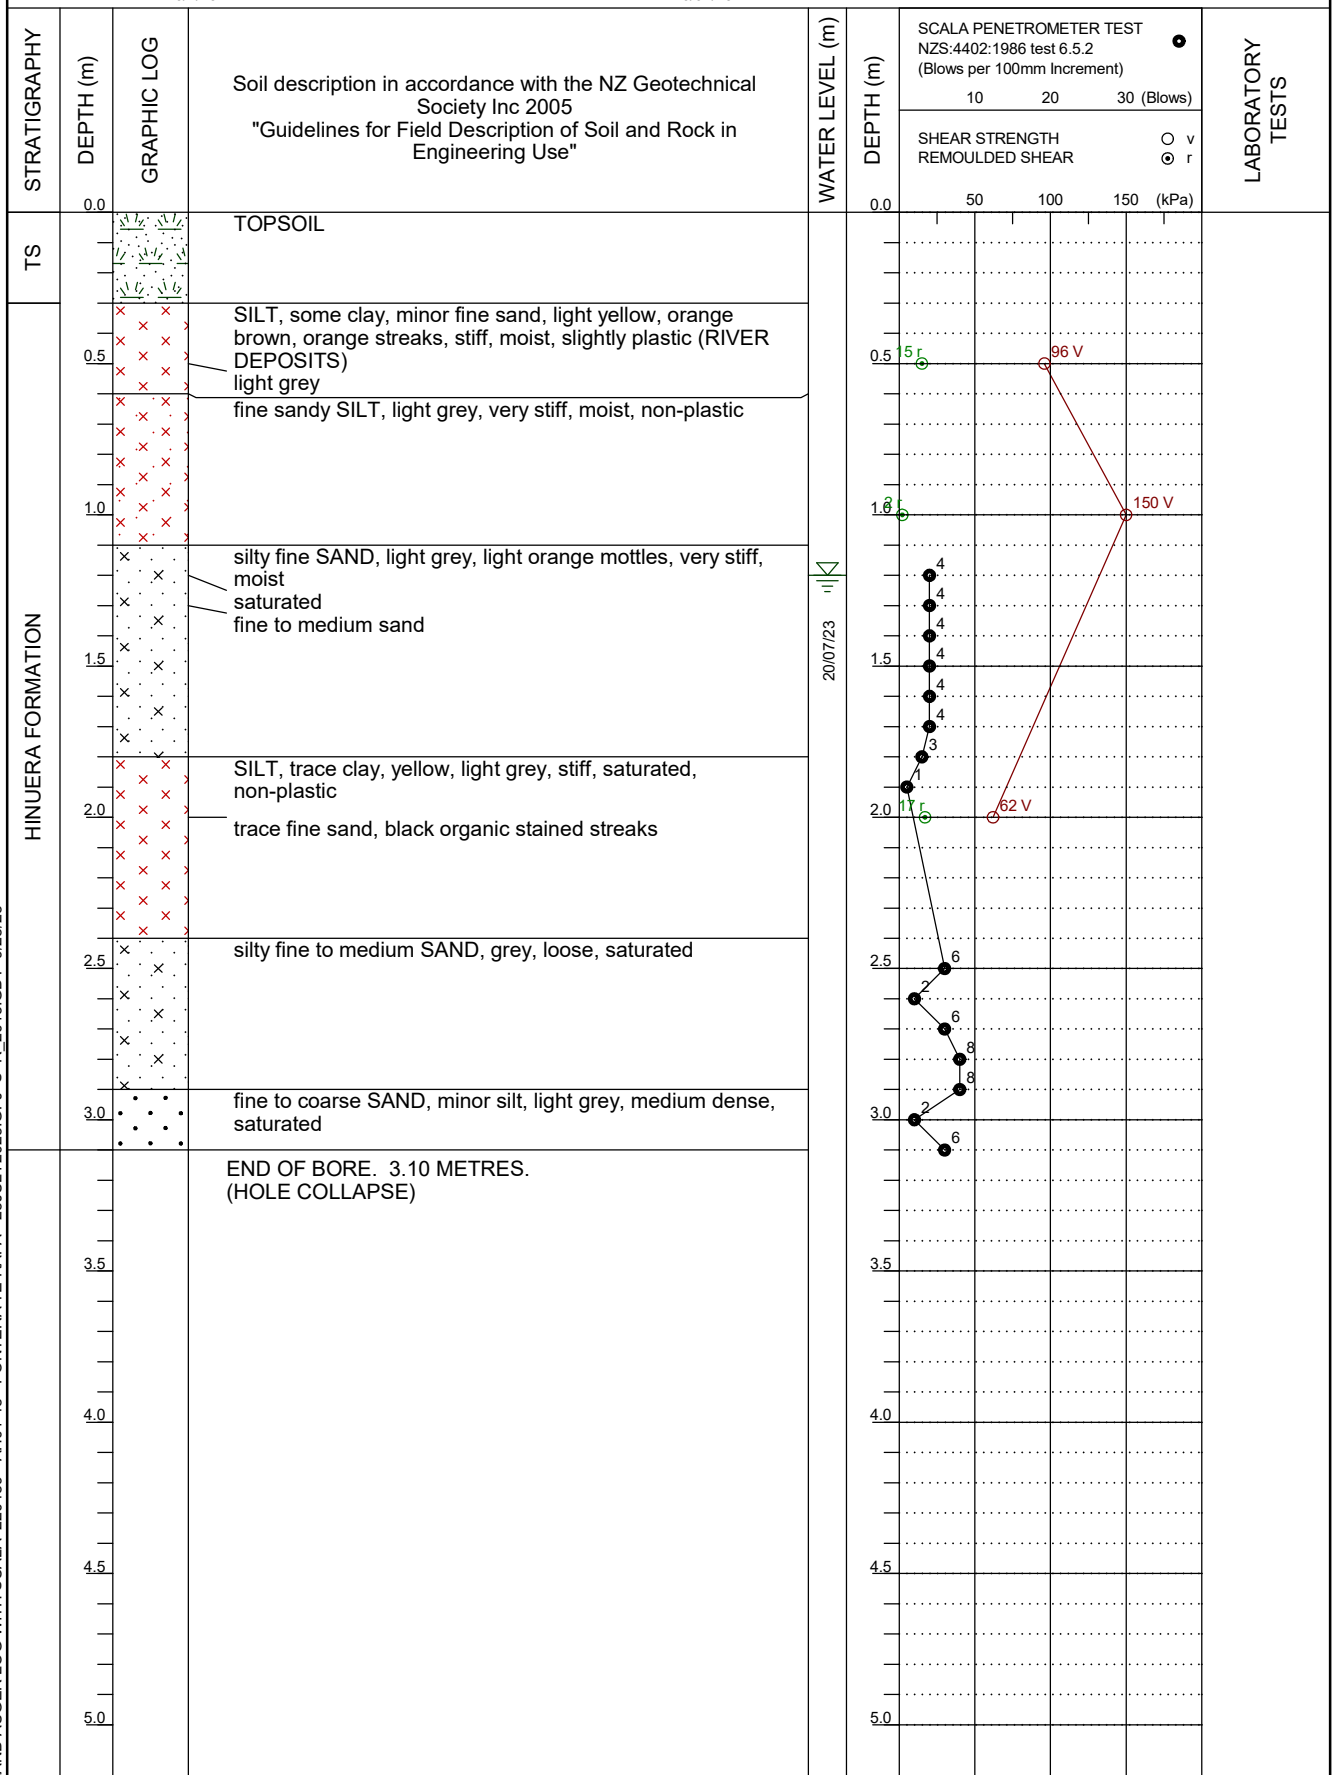 STRATIGRAPHY
DEPTH (m)
GRAPHIC LOG
Soil description in accordance with the NZ Geotechnical
Society Inc 2005
"Guidelines for Field Description of Soil and Rock in
Engineering Use"
WATER LEVEL (m)
DEPTH (m)
SCALA PENETROMETER TEST
NZS:4402:1986 test 6.5.2
(Blows per 100mm Increment)
10 20 30 (Blows)
SHEAR STRENGTH v
REMOULDED SHEAR r
50 100 150 (kPa)
LABORATORY
TESTS
0.0 0.0
TS
TOPSOIL
SILT, some clay, minor fine sand, light yellow, orange
brown, orange streaks, stiff, moist, slightly plastic (RIVER
DEPOSITS)
0.5 0.5 15 r 96 V
light grey
fine sandy SILT, light grey, very stiff, moist, non-plastic
1.0 1.0 2 r 150 V
HINUERA FORMATION
silty fine SAND, light grey, light orange mottles, very stiff,
moist
4
saturated
4
fine to medium sand
20/07/23
4
1.5 1.5 4
4
4
3
SILT, trace clay, yellow, light grey, stiff, saturated,
non-plastic
1
2.0 2.0 17 r 62 V
trace fine sand, black organic stained streaks
silty fine to medium SAND, grey, loose, saturated
2.5 2.5 6
2
6
8
8
fine to coarse SAND, minor silt, light grey, medium dense,
saturated
3.0 3.0 2
6
END OF BORE. 3.10 METRES.
(HOLE COLLAPSE)
3.5 3.5
4.0 4.0
4.5 4.5
5.0 5.0